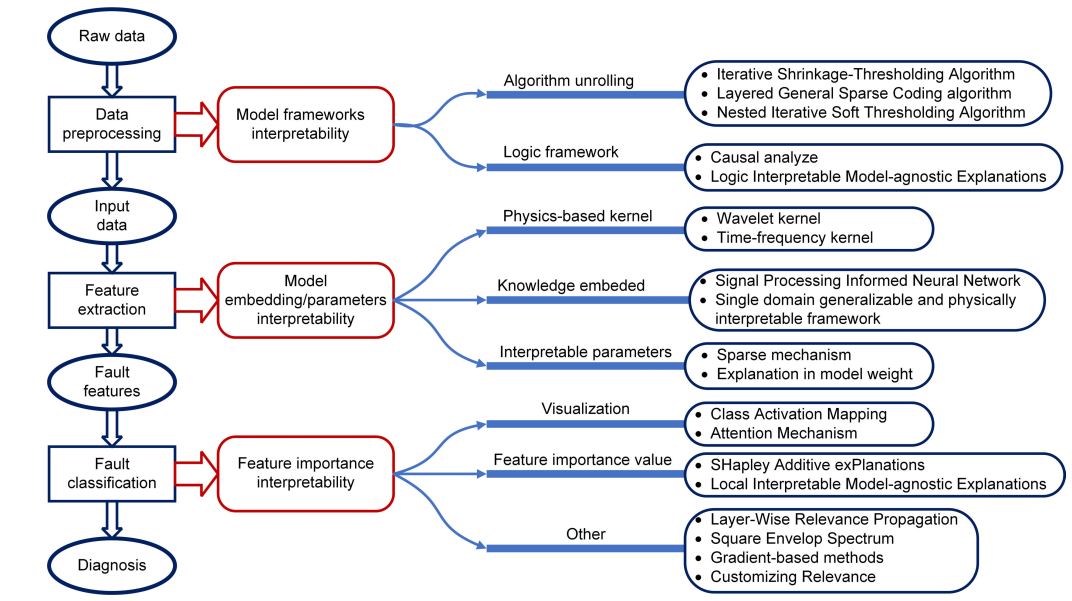 Raw data
Data
preprocessing
Input
data
Feature
extraction
Fault
features
Fault
classification
Diagnosis
Model frameworks
interpretability
Algorithm unrolling
• Iterative Shrinkage-Thresholding Algorithm
• Layered General Sparse Coding algorithm
• Nested Iterative Soft Thresholding Algorithm
Logic framework
• Causal analyze
• Logic Interpretable Model-agnostic Explanations
Model
embedding/parameters
interpretability
Physics-based kernel
• Wavelet kernel
• Time-frequency kernel
Knowledge embeded
• Signal Processing Informed Neural Network
• Single domain generalizable and physically
interpretable framework
Interpretable parameters
• Sparse mechanism
• Explanation in model weight
Feature importance
interpretability
Visualization
• Class Activation Mapping
• Attention Mechanism
Feature importance value
• SHapley Additive exPlanations
• Local Interpretable Model-agnostic Explanations
Other
• Layer-Wise Relevance Propagation
• Square Envelop Spectrum
• Gradient-based methods
• Customizing Relevance